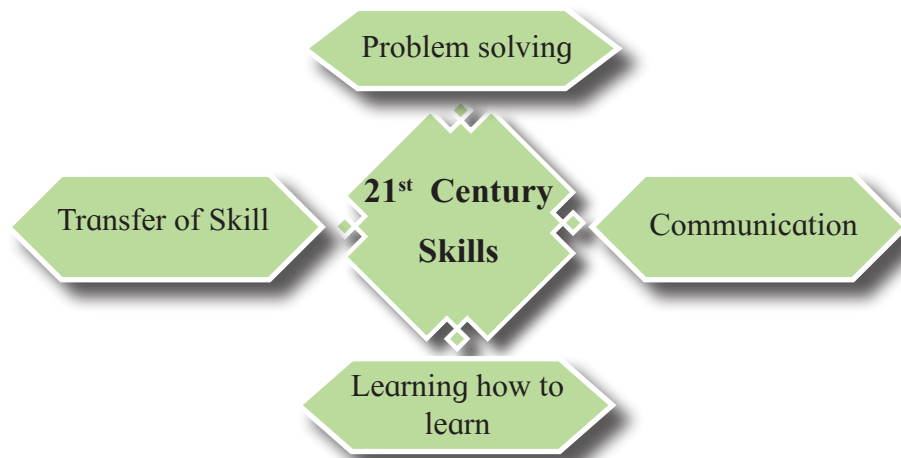 Problem solving
Transfer of Skill
21st Century
Skills
Communication
Learning how to
learn